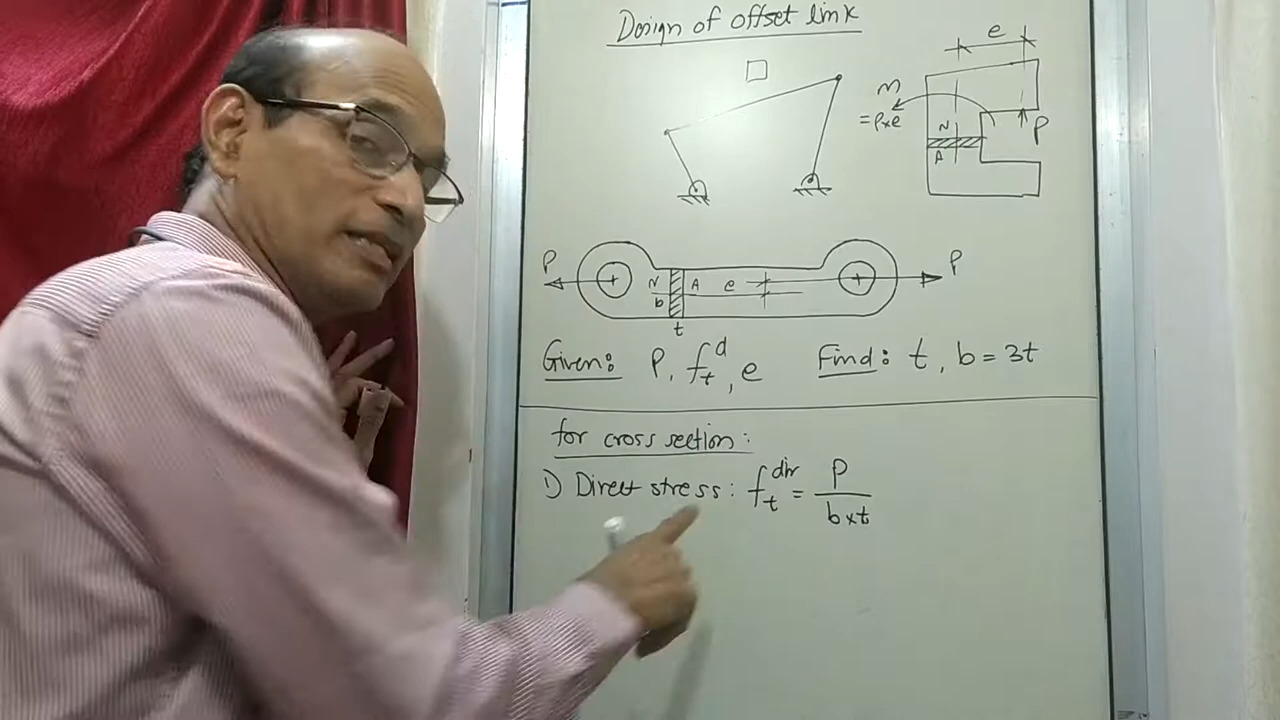 Design of offset link
e
m
= P×e
P
N
A
P
P
N
A
e
b
t
Given: P, f_t^d, e
Find: t, b = 3t
for cross section:
1) Direct stress: f_t^dir = P / b×t